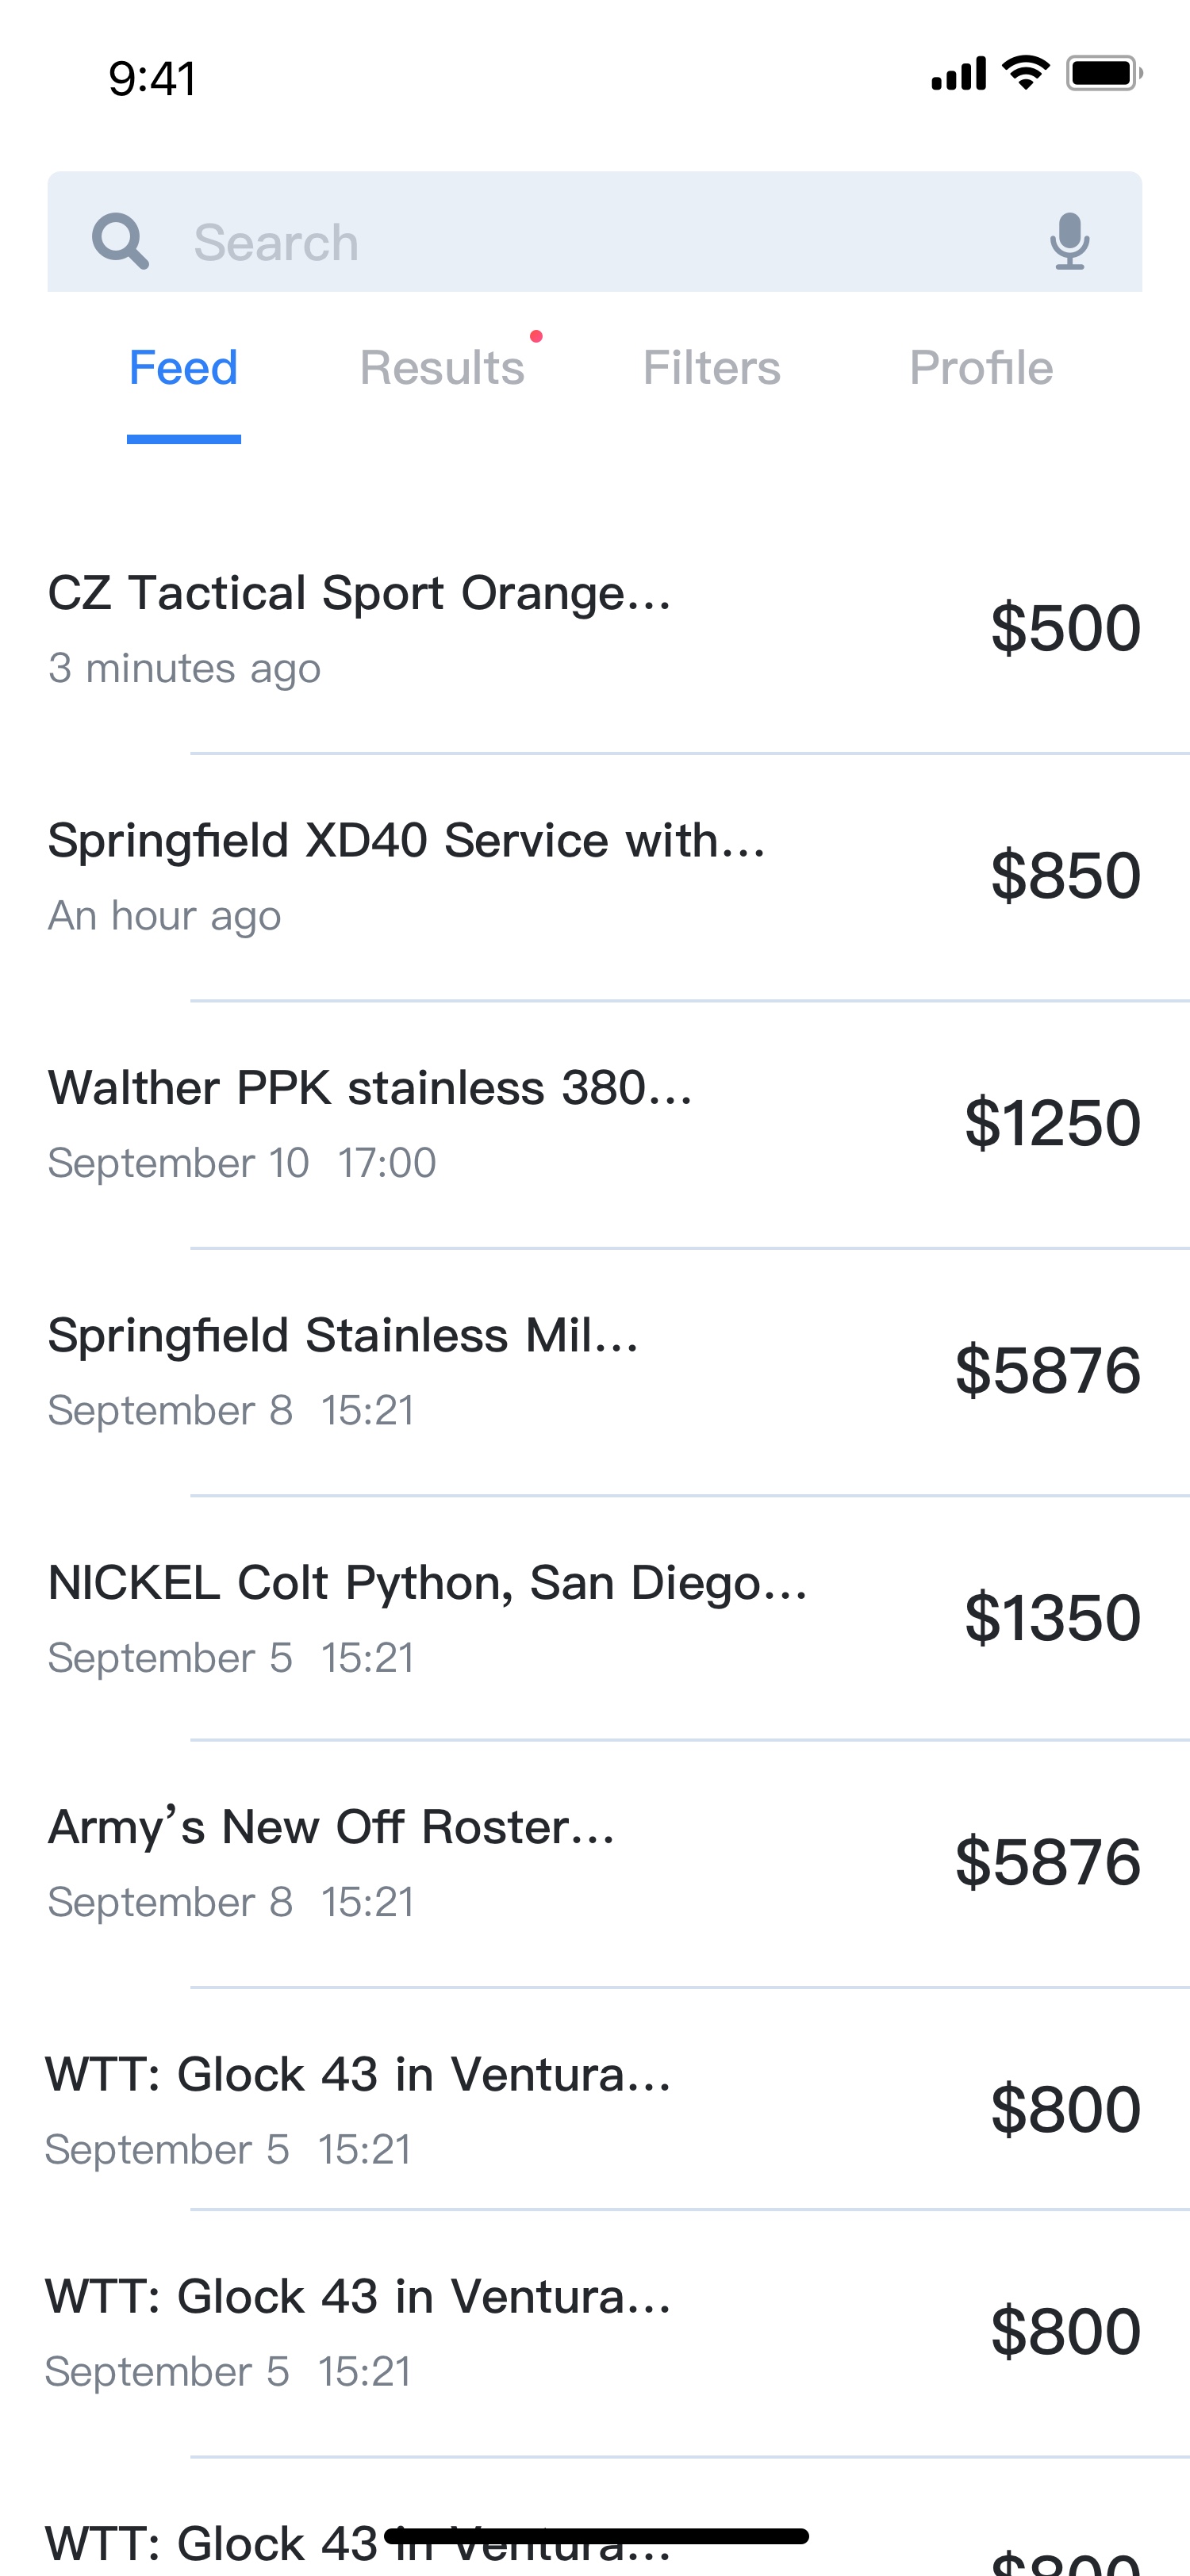 9:41
Search
Feed Results Filters Profile
CZ Tactical Sport Orange...
$500
3 minutes ago
Springfield XD40 Service with...
$850
An hour ago
Walther PPK stainless 380...
$1250
September 10 17:00
Springfield Stainless Mil...
$5876
September 8 15:21
NICKEL Colt Python, San Diego...
$1350
September 5 15:21
Army’s New Off Roster...
$5876
September 8 15:21
WTT: Glock 43 in Ventura...
$800
September 5 15:21
WTT: Glock 43 in Ventura...
$800
September 5 15:21
WTT: Glock 43 in Ventura...
$800